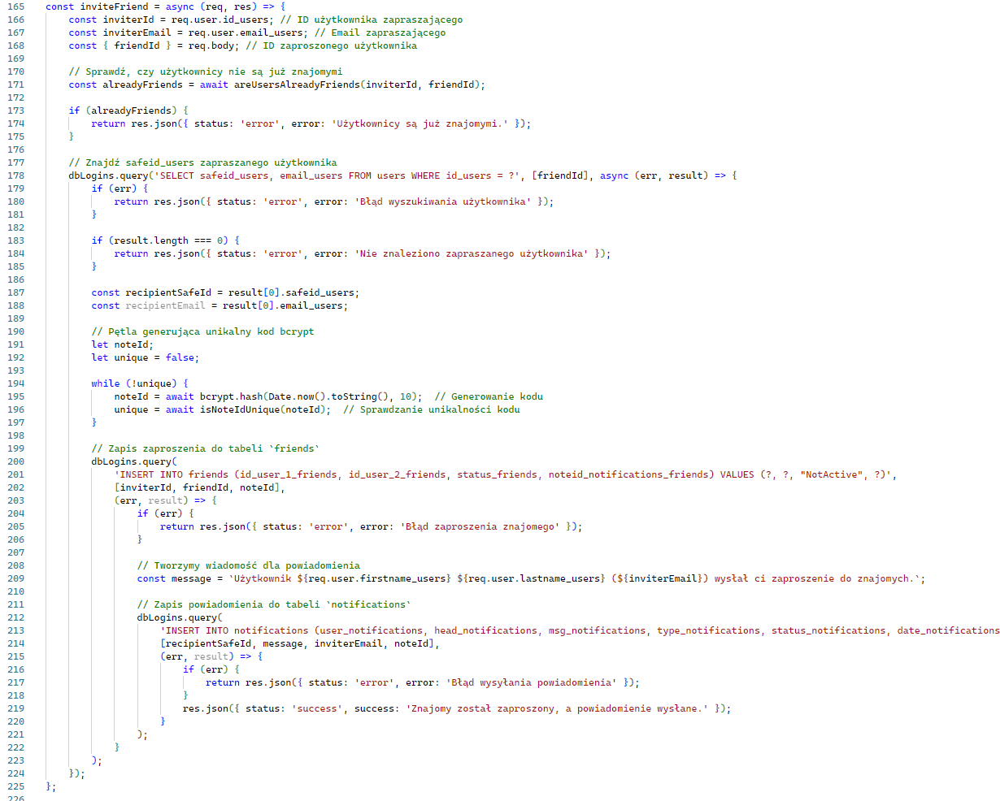 165 const inviteFriend = async (req, res) => {
166     const inviterId = req.user.id_users; // ID użytkownika zapraszającego
167     const inviterEmail = req.user.email_users; // Email zapraszającego
168     const { friendId } = req.body; // ID zaproszonego użytkownika
169
170     // Sprawdź, czy użytkownicy nie są już znajomymi
171     const alreadyFriends = await areUsersAlreadyFriends(inviterId, friendId);
172
173     if (alreadyFriends) {
174         return res.json({ status: 'error', error: 'Użytkownicy są już znajomymi.' });
175     }
176
177     // Znajdź safeid_users zapraszanego użytkownika
178     dbLogins.query('SELECT safeid_users, email_users FROM users WHERE id_users = ?', [friendId], async (err, result) => {
179         if (err) {
180             return res.json({ status: 'error', error: 'Błąd wyszukiwania użytkownika' });
181         }
182
183         if (result.length === 0) {
184             return res.json({ status: 'error', error: 'Nie znaleziono zapraszanego użytkownika' });
185         }
186
187         const recipientSafeId = result[0].safeid_users;
188         const recipientEmail = result[0].email_users;
189
190         // Pętla generująca unikalny kod bcrypt
191         let noteId;
192         let unique = false;
193
194         while (!unique) {
195             noteId = await bcrypt.hash(Date.now().toString(), 10);  // Generowanie kodu
196             unique = await isNoteIdUnique(noteId);  // Sprawdzanie unikalności kodu
197         }
198
199         // Zapis zaproszenia do tabeli `friends`
200         dbLogins.query(
201             'INSERT INTO friends (id_user_1_friends, id_user_2_friends, status_friends, noteid_notifications_friends) VALUES (?, ?, "NotActive", ?)',
202             [inviterId, friendId, noteId],
203             (err, result) => {
204                 if (err) {
205                     return res.json({ status: 'error', error: 'Błąd zaproszenia znajomego' });
206                 }
207
208                 // Tworzymy wiadomość dla powiadomienia
209                 const message = `Użytkownik ${req.user.firstname_users} ${req.user.lastname_users} (${inviterEmail}) wysłał ci zaproszenie do znajomych.`;
210
211                 // Zapis powiadomienia do tabeli `notifications`
212                 dbLogins.query(
213                     'INSERT INTO notifications (user_notifications, head_notifications, msg_notifications, type_notifications, status_notifications, date_notifications
214                     [recipientSafeId, message, inviterEmail, noteId],
215                     (err, result) => {
216                         if (err) {
217                             return res.json({ status: 'error', error: 'Błąd wysyłania powiadomienia' });
218                         }
219                         res.json({ status: 'success', success: 'Znajomy został zaproszony, a powiadomienie wysłane.' });
220                     }
221                 );
222             }
223         );
224     });
225 };
226